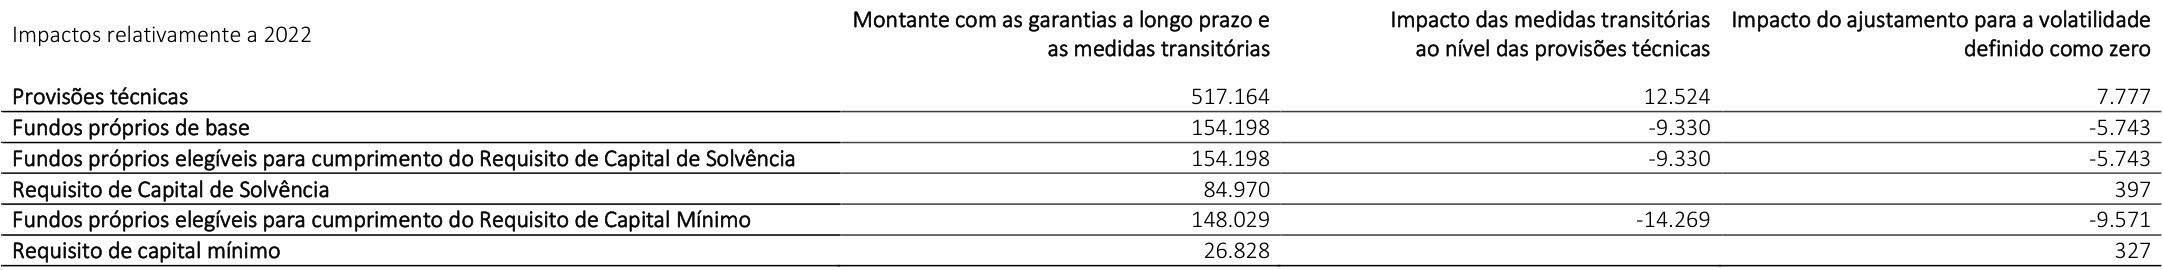 Impactos relativamente a 2022
Montante com as garantias a longo prazo e
as medidas transitórias
Impacto das medidas transitórias
ao nível das provisões técnicas
Impacto do ajustamento para a volatilidade
definido como zero
Provisões técnicas 517.164 12.524 7.777
Fundos próprios de base 154.198 -9.330 -5.743
Fundos próprios elegíveis para cumprimento do Requisito de Capital de Solvência 154.198 -9.330 -5.743
Requisito de Capital de Solvência 84.970 397
Fundos próprios elegíveis para cumprimento do Requisito de Capital Mínimo 148.029 -14.269 -9.571
Requisito de capital mínimo 26.828 327